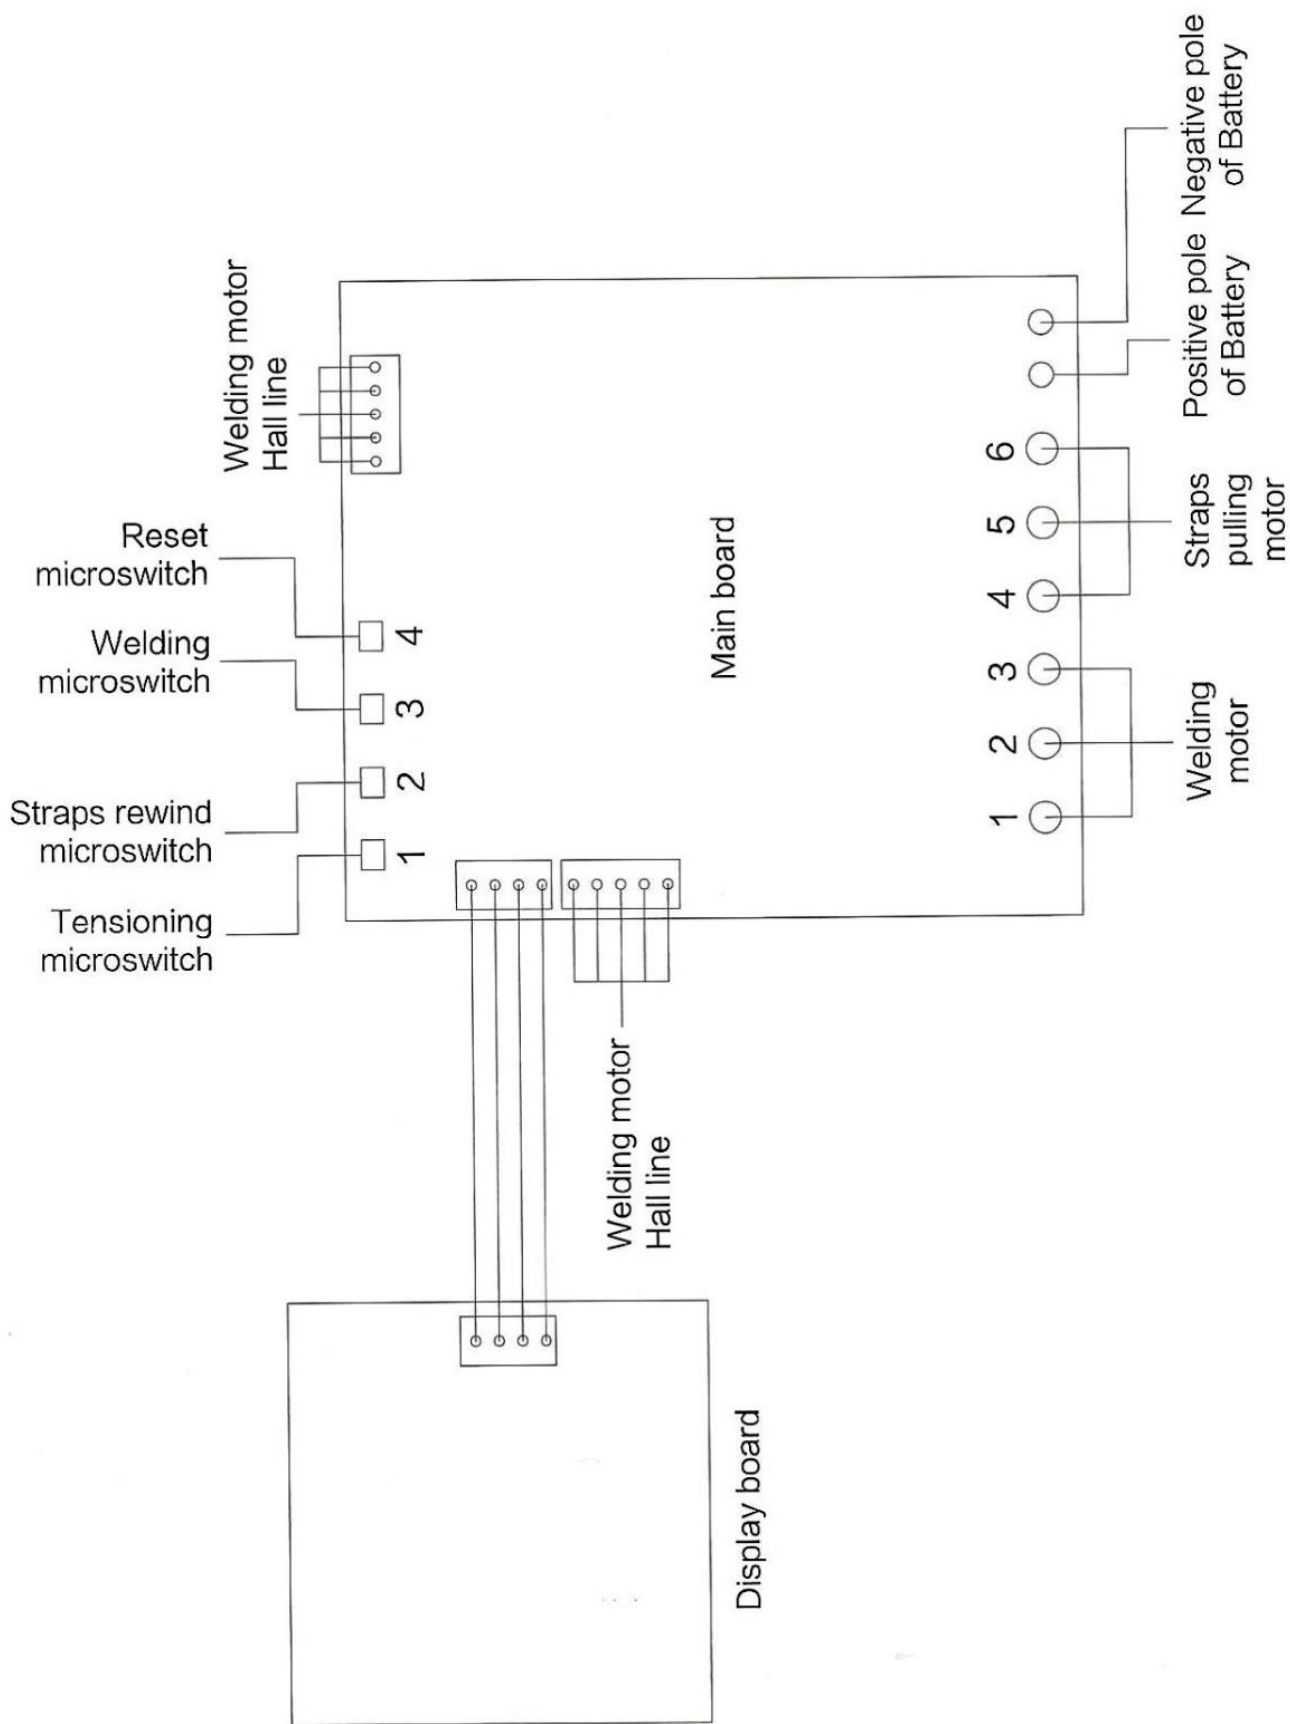 Negative pole
of Battery
Positive pole
of Battery
Welding motor
Hall line
Reset
microswitch
Welding
microswitch
Straps rewind
microswitch
Tensioning
microswitch
4
3
2
1
Main board
6
5
4
3
2
1
Straps
pulling
motor
Welding
motor
Welding motor
Hall line
Display board